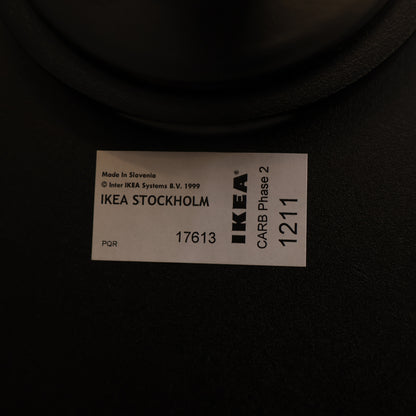 Made In Slovenia
© Inter IKEA Systems B.V. 1999
IKEA STOCKHOLM
PQR
17613
IKEA®
CARB Phase 2
1211